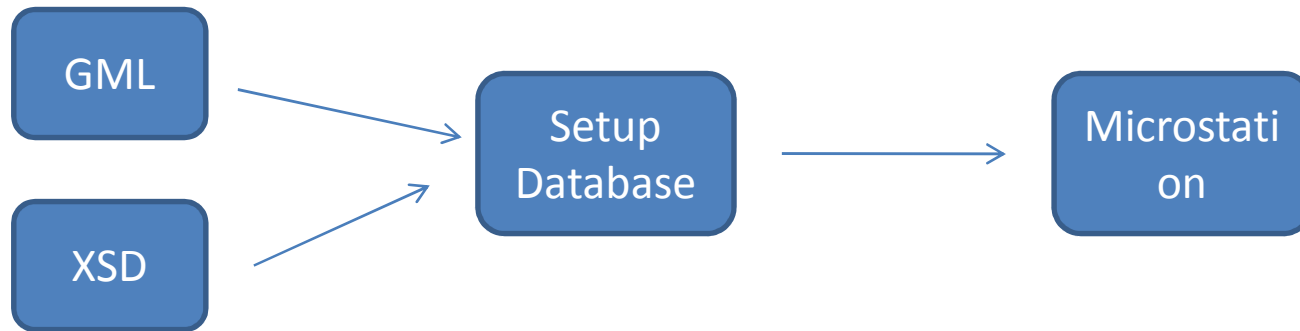 GML
Setup
Database
Microstati
on
XSD